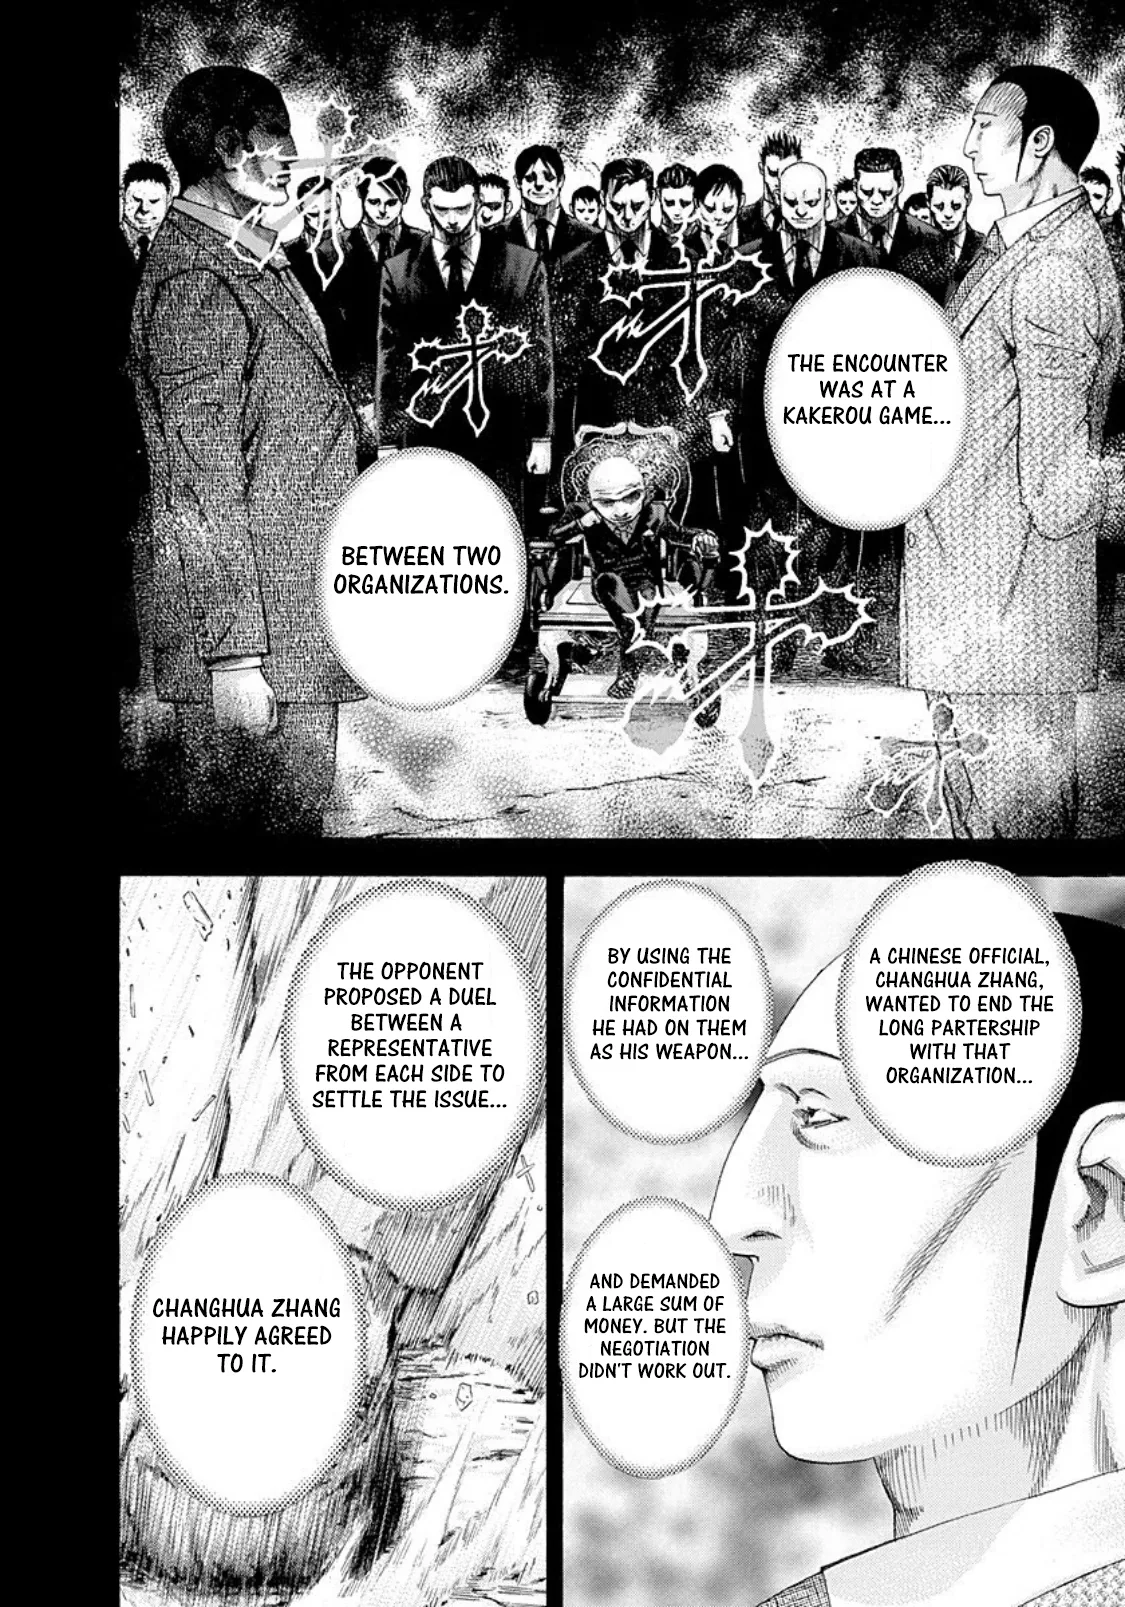 THE ENCOUNTER
WAS AT A
KAKEROU GAME...
BETWEEN TWO
ORGANIZATIONS.
A CHINESE OFFICIAL,
CHANGHUA ZHANG,
WANTED TO END THE
LONG PARTERSHIP
WITH THAT
ORGANIZATION...
BY USING THE
CONFIDENTIAL
INFORMATION
HE HAD ON THEM
AS HIS WEAPON...
AND DEMANDED
A LARGE SUM OF
MONEY. BUT THE
NEGOTIATION
DIDN'T WORK OUT.
THE OPPONENT
PROPOSED A DUEL
BETWEEN A
REPRESENTATIVE
FROM EACH SIDE TO
SETTLE THE ISSUE...
CHANGHUA ZHANG
HAPPILY AGREED
TO IT.